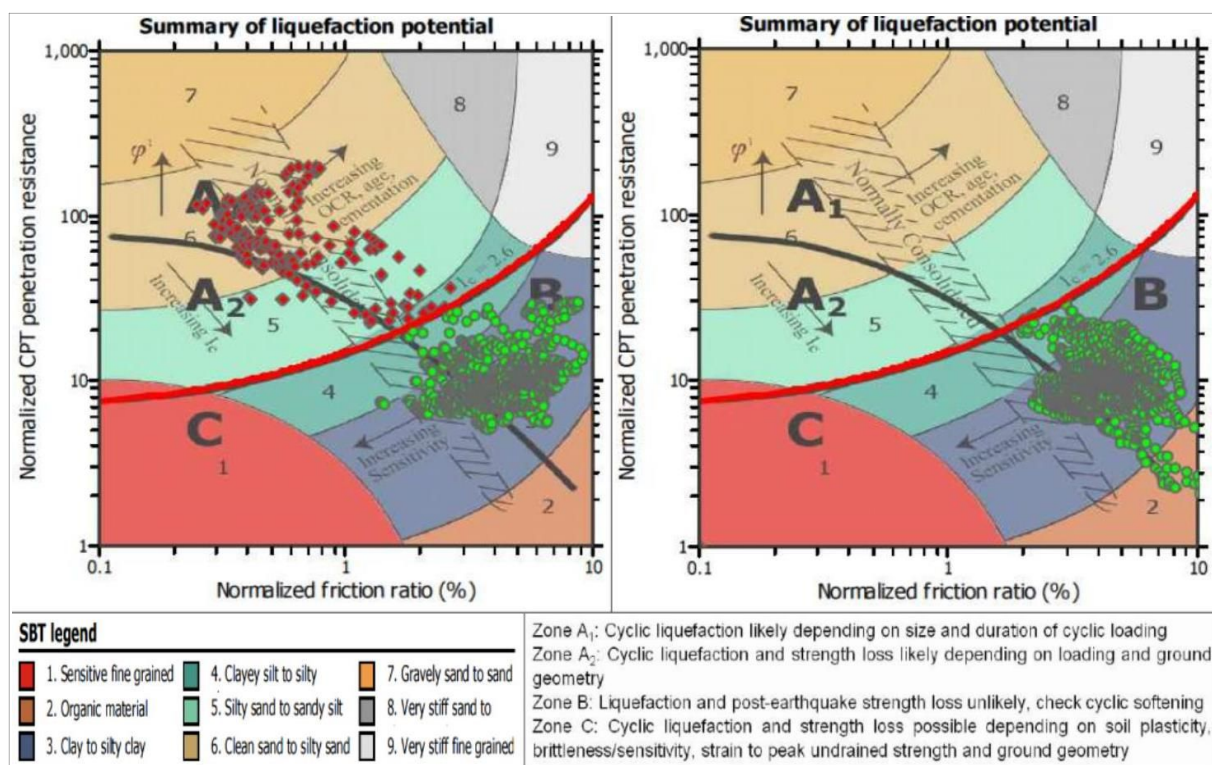 Summary of liquefaction potential
Normalized CPT penetration resistance
1,000
100
10
1
0.1
1
10
Normalized friction ratio (%)
7
8
9
φ'
A
6
A2
5
4
B
C
1
2
Increasing OCR, age, cementation
Consolidated
Increasing Ic
Increasing Sensitivity
Summary of liquefaction potential
Normalized CPT penetration resistance
1,000
100
10
1
0.1
1
10
Normalized friction ratio (%)
7
8
9
φ'
A1
6
A2
5
4
B
C
1
2
Normally Consolidated
Increasing OCR, age, cementation
Ic = 2.6
Increasing Ic
Increasing Sensitivity
SBT legend
1. Sensitive fine grained
2. Organic material
3. Clay to silty clay
4. Clayey silt to silty
5. Silty sand to sandy silt
6. Clean sand to silty sand
7. Gravely sand to sand
8. Very stiff sand to
9. Very stiff fine grained
Zone A1: Cyclic liquefaction likely depending on size and duration of cyclic loading
Zone A2: Cyclic liquefaction and strength loss likely depending on loading and ground
geometry
Zone B: Liquefaction and post-earthquake strength loss unlikely, check cyclic softening
Zone C: Cyclic liquefaction and strength loss possible depending on soil plasticity,
brittleness/sensitivity, strain to peak undrained strength and ground geometry